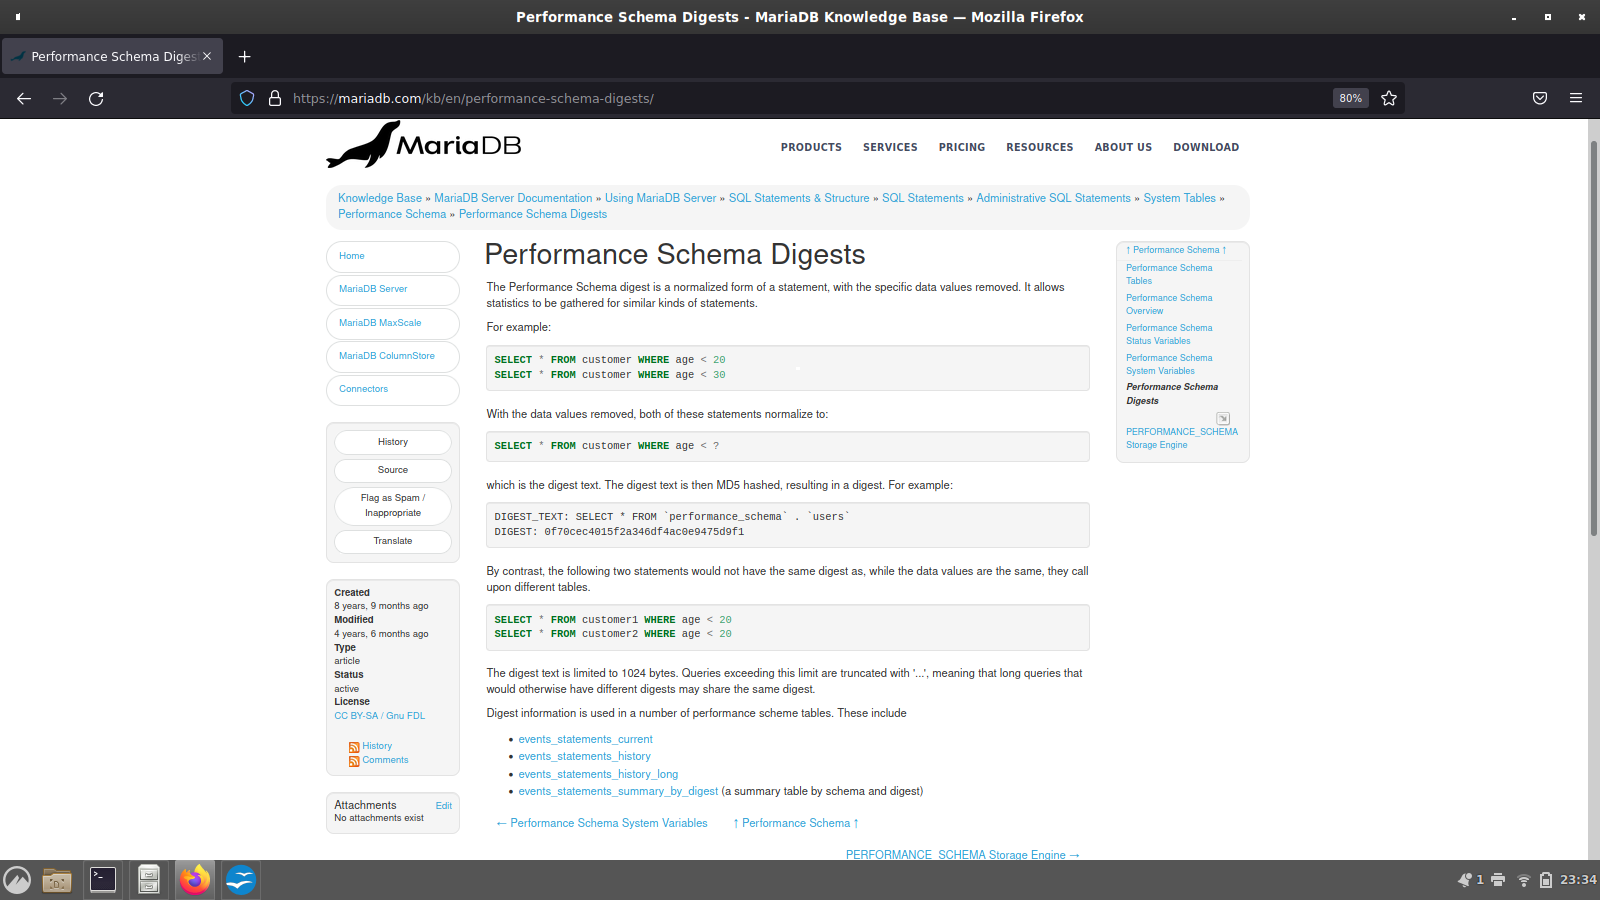 Performance Schema Digests - MariaDB Knowledge Base — Mozilla Firefox
Performance Schema Diges
https://mariadb.com/kb/en/performance-schema-digests/
80%
MariaDB
PRODUCTS SERVICES PRICING RESOURCES ABOUT US DOWNLOAD
Knowledge Base » MariaDB Server Documentation » Using MariaDB Server » SQL Statements & Structure » SQL Statements » Administrative SQL Statements » System Tables »
Performance Schema » Performance Schema Digests
Home
MariaDB Server
MariaDB MaxScale
MariaDB ColumnStore
Connectors
History
Source
Flag as Spam /
Inappropriate
Translate
Created
8 years, 9 months ago
Modified
4 years, 6 months ago
Type
article
Status
active
License
CC BY-SA / Gnu FDL
History
Comments
Attachments Edit
No attachments exist
Performance Schema Digests
The Performance Schema digest is a normalized form of a statement, with the specific data values removed. It allows
statistics to be gathered for similar kinds of statements.
For example:
SELECT * FROM customer WHERE age < 20
SELECT * FROM customer WHERE age < 30
With the data values removed, both of these statements normalize to:
SELECT * FROM customer WHERE age < ?
which is the digest text. The digest text is then MD5 hashed, resulting in a digest. For example:
DIGEST_TEXT: SELECT * FROM `performance_schema` . `users`
DIGEST: 0f70cec4015f2a346df4ac0e9475d9f1
By contrast, the following two statements would not have the same digest as, while the data values are the same, they call
upon different tables.
SELECT * FROM customer1 WHERE age < 20
SELECT * FROM customer2 WHERE age < 20
The digest text is limited to 1024 bytes. Queries exceeding this limit are truncated with '...', meaning that long queries that
would otherwise have different digests may share the same digest.
Digest information is used in a number of performance scheme tables. These include
• events_statements_current
• events_statements_history
• events_statements_history_long
• events_statements_summary_by_digest (a summary table by schema and digest)
← Performance Schema System Variables ↑ Performance Schema ↑
PERFORMANCE_SCHEMA Storage Engine →
↑ Performance Schema ↑
Performance Schema
Tables
Performance Schema
Overview
Performance Schema
Status Variables
Performance Schema
System Variables
Performance Schema
Digests
PERFORMANCE_SCHEMA
Storage Engine
1 23:34